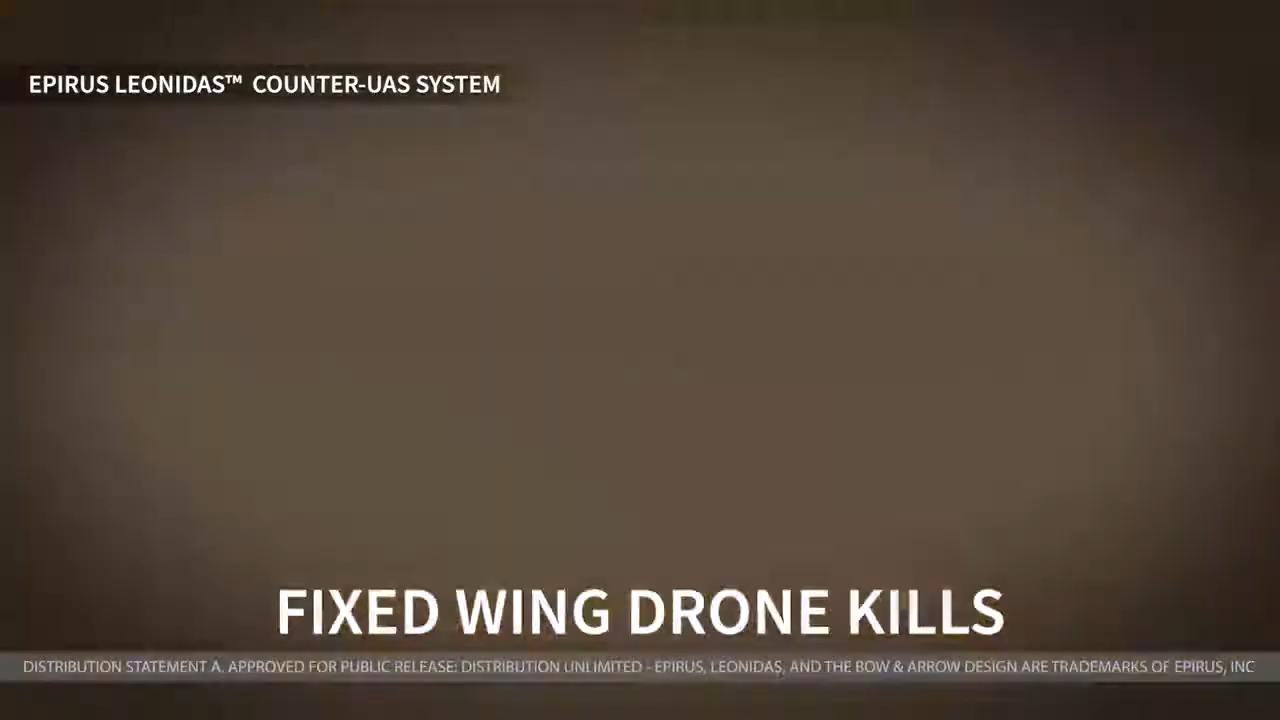 EPIRUS LEONIDAS™ COUNTER-UAS SYSTEM
FIXED WING DRONE KILLS
DISTRIBUTION STATEMENT A. APPROVED FOR PUBLIC RELEASE: DISTRIBUTION UNLIMITED - EPIRUS, LEONIDAS, AND THE BOW & ARROW DESIGN ARE TRADEMARKS OF EPIRUS, INC